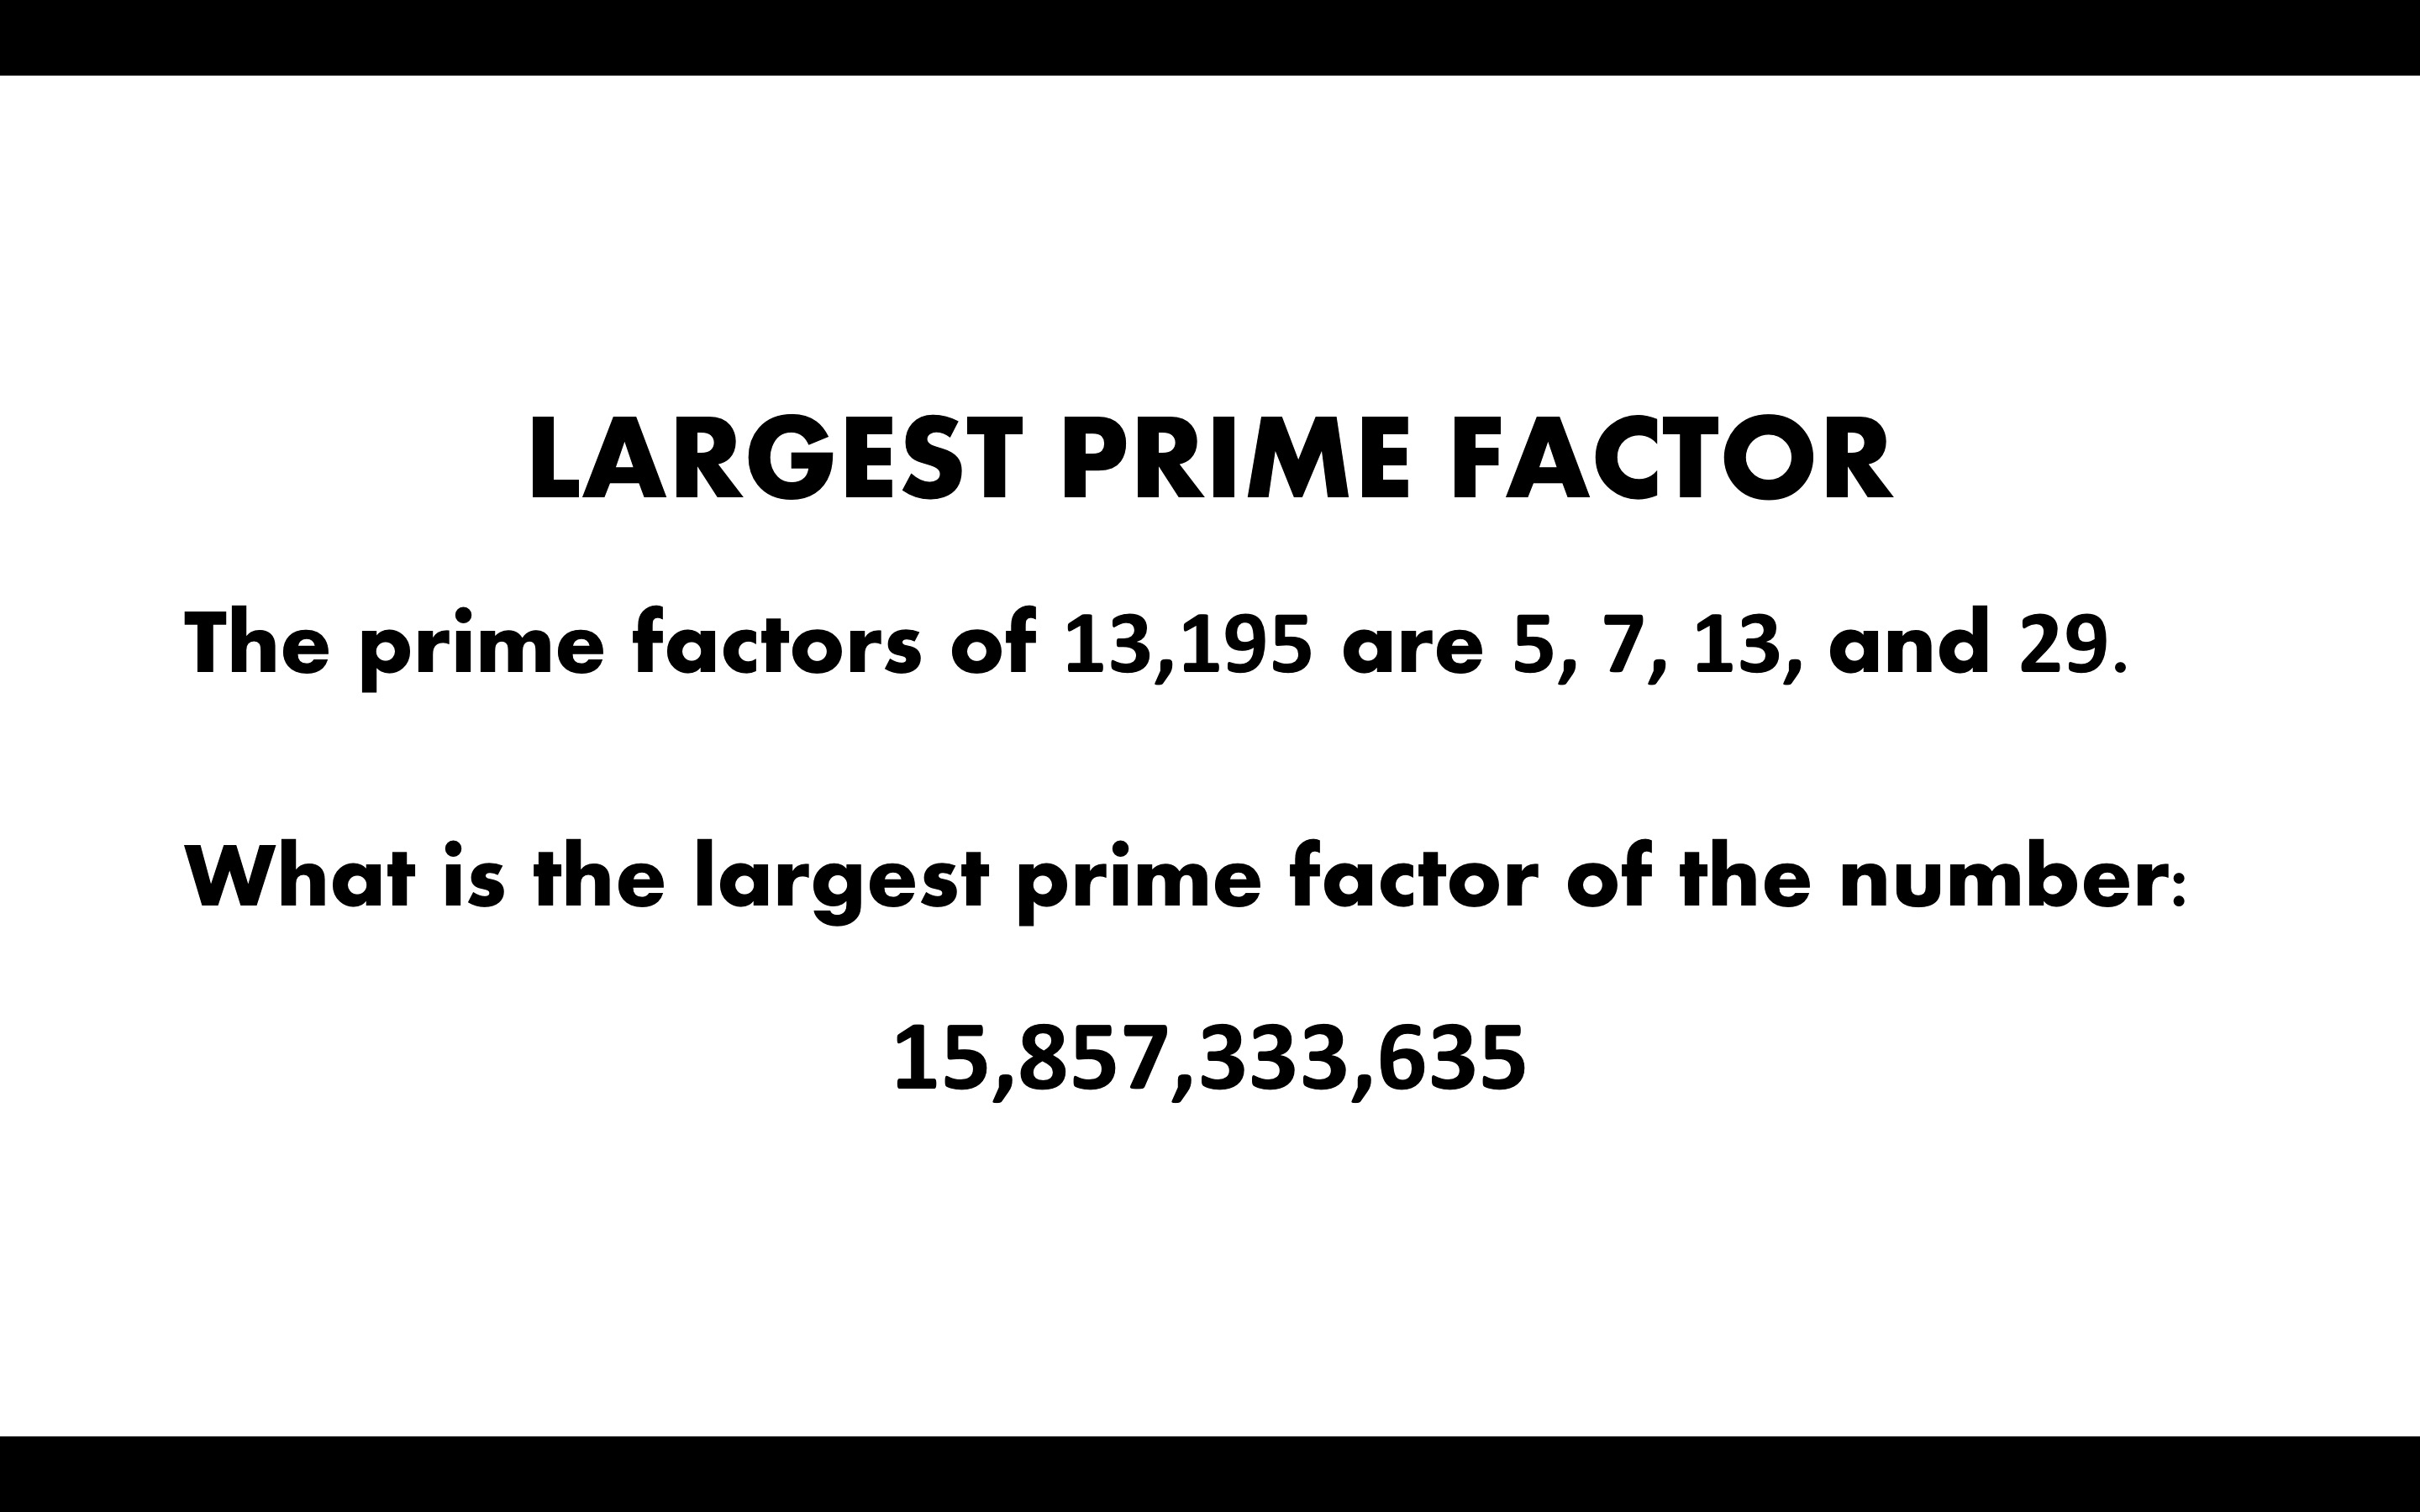 LARGEST PRIME FACTOR
The prime factors of 13,195 are 5, 7, 13, and 29.
What is the largest prime factor of the number:
15,857,333,635